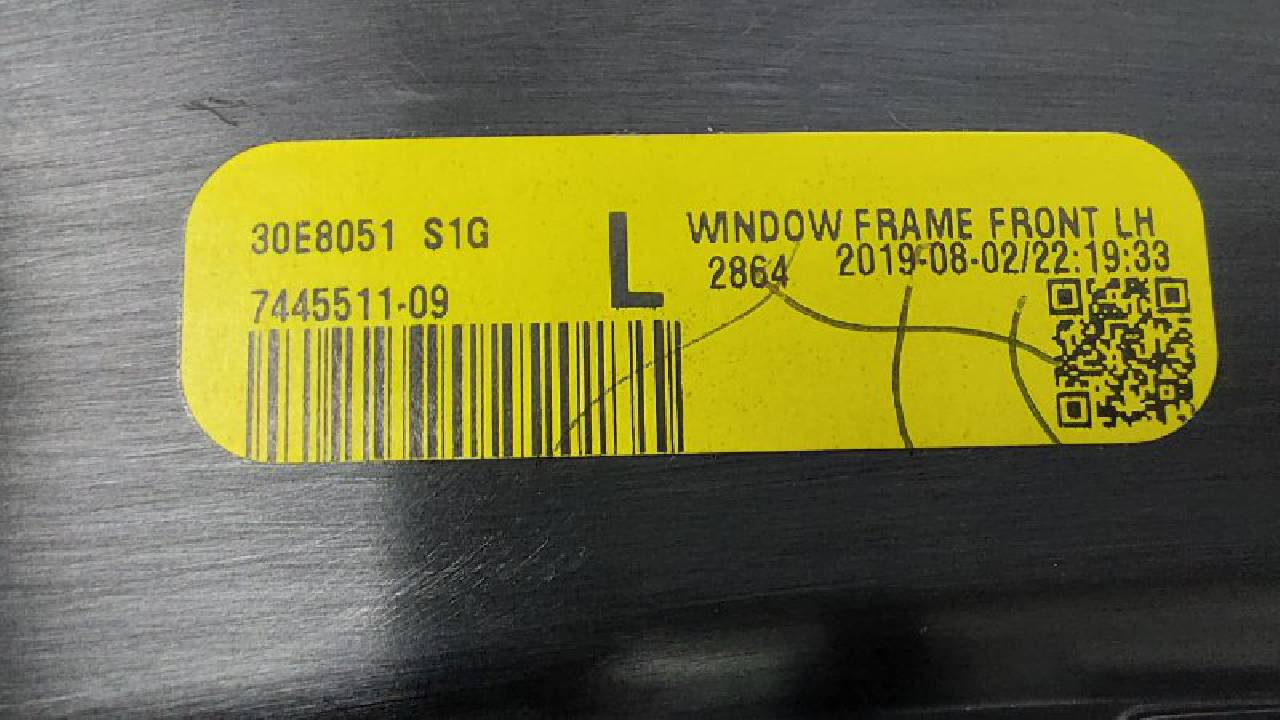 30E8051 S1G
L
WINDOW FRAME FRONT LH
2864 2019-08-02/22:19:33
7445511-09